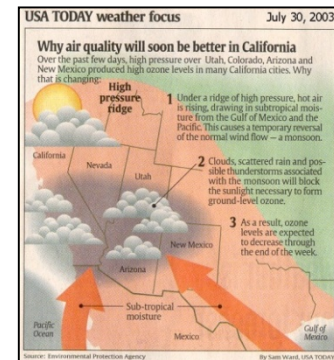 USA TODAY weather focus
July 30, 2003
Why air quality will soon be better in California
Over the past few days, high pressure over Utah, Colorado, Arizona and
New Mexico produced high ozone levels in many California cities. Why
that is changing:
High
pressure
ridge
1 Under a ridge of high pressure, hot air
is rising, drawing in subtropical mois-
ture from the Gulf of Mexico and the
Pacific. This causes a temporary reversal
of the normal wind flow — a monsoon.
2 Clouds, scattered rain and pos-
sible thunderstorms associated
with the monsoon will block
the sunlight necessary to form
ground-level ozone.
3 As a result, ozone
levels are expected
to decrease through
the end of the week.
California
Nevada
Utah
Arizona
New Mexico
Sub-tropical
moisture
Pacific
Ocean
Mexico
Gulf of
Mexico
Source: Environmental Protection Agency
By Sam Ward, USA TODAY